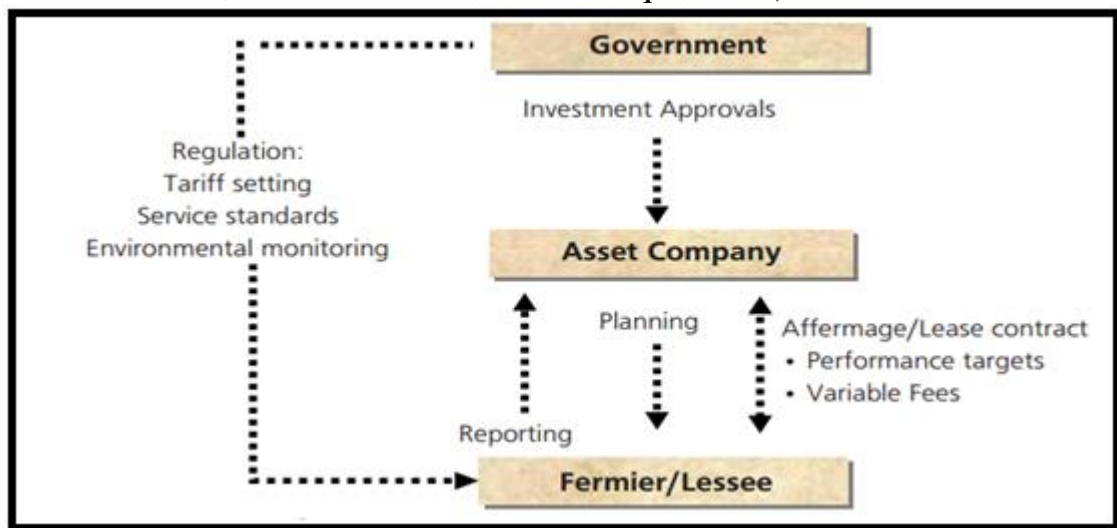 Government
Investment Approvals
Regulation:
Tariff setting
Service standards
Environmental monitoring
Asset Company
Planning
Affermage/Lease contract
• Performance targets
• Variable Fees
Reporting
Fermier/Lessee